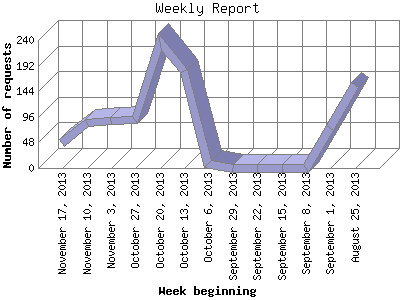 Weekly Report
Number of requests
240
192
144
96
48
0
November 17, 2013
November 10, 2013
November 3, 2013
October 27, 2013
October 20, 2013
October 13, 2013
October 6, 2013
September 29, 2013
September 22, 2013
September 15, 2013
September 8, 2013
September 1, 2013
August 25, 2013
Week beginning